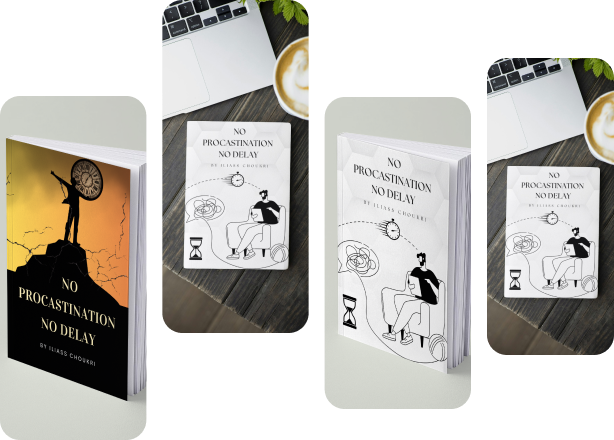 NO
PROCASTINATION
NO DELAY
BY ILIASS CHOUKRI
NO
PROCASTINATION
NO DELAY
BY ILIASS CHOUKRI
NO
PROCASTINATION
NO DELAY
BY ILIASS CHOUKRI
NO
PROCASTINATION
NO DELAY
BY ILIASS CHOUKRI